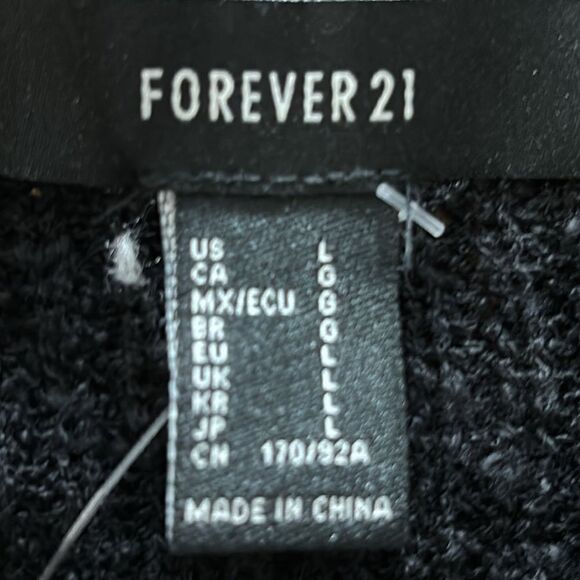 FOREVER 21
US L
CA G
MX/ECU G
BR G
EU L
UK L
KR L
JP L
CN 170/92A
MADE IN CHINA